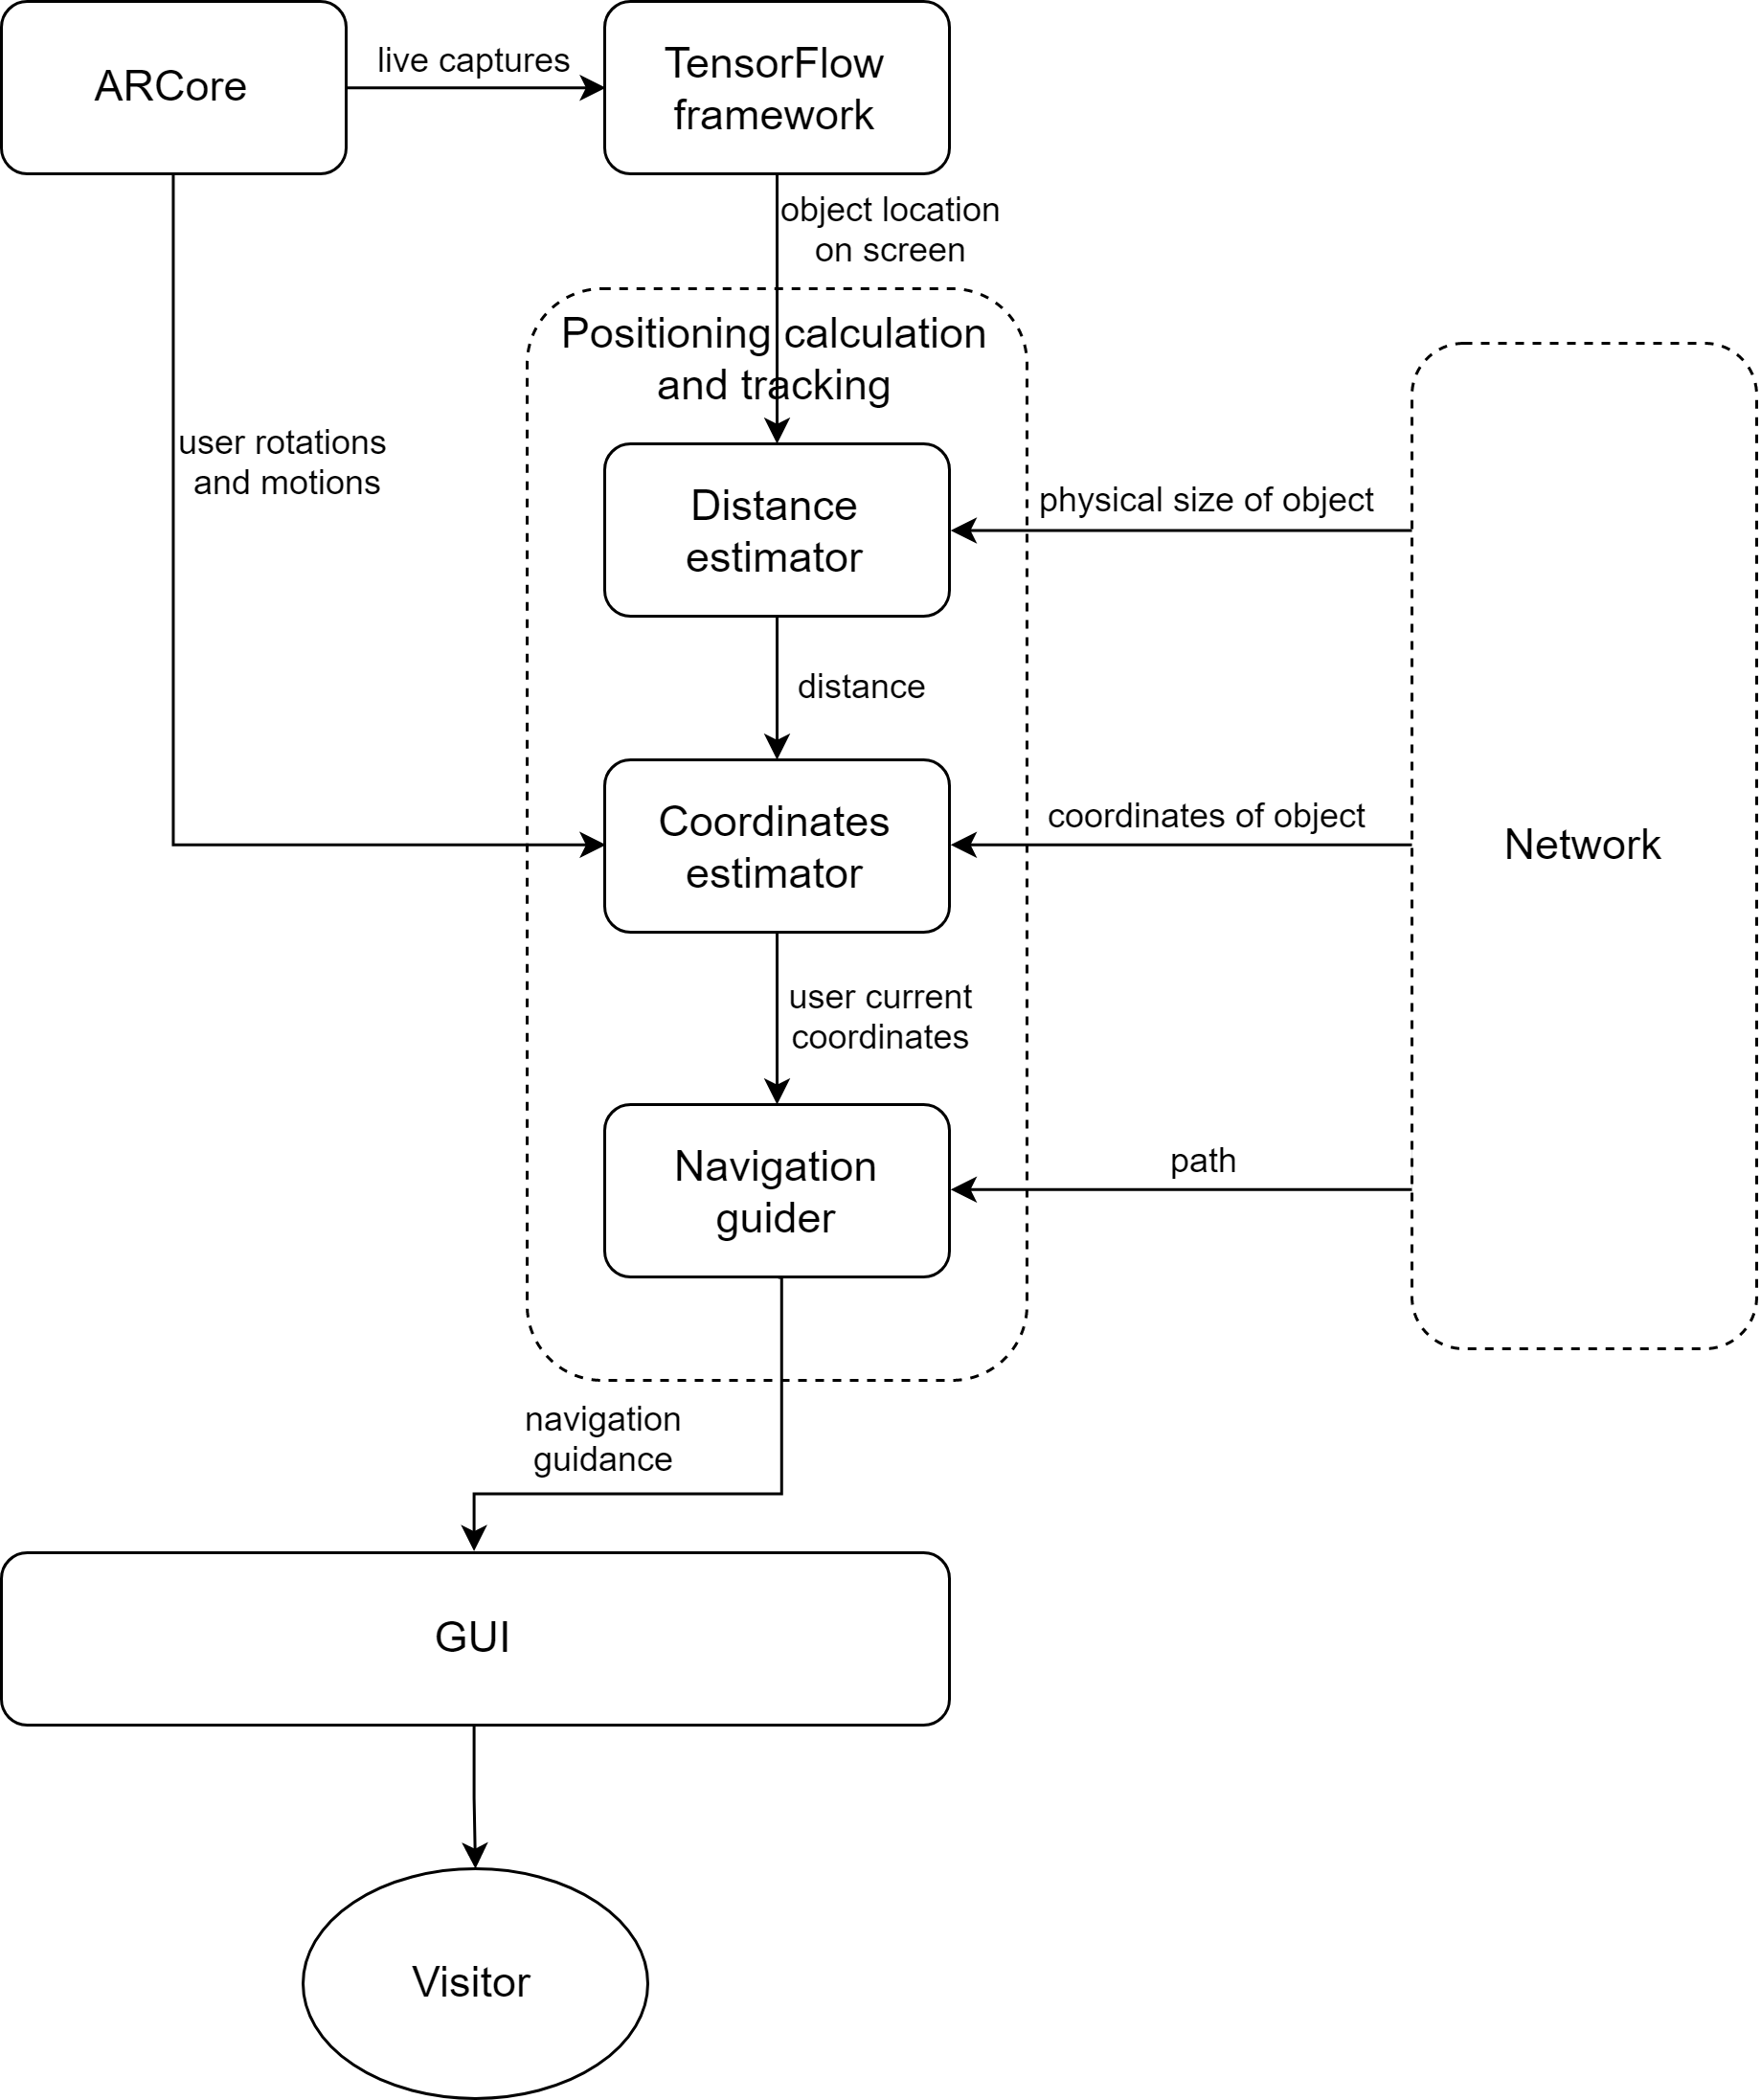 ARCore
live captures
TensorFlow
framework
object location
on screen
Positioning calculation
and tracking
user rotations
and motions
Distance
estimator
physical size of object
distance
Coordinates
estimator
coordinates of object
Network
user current
coordinates
Navigation
guider
path
navigation
guidance
GUI
Visitor